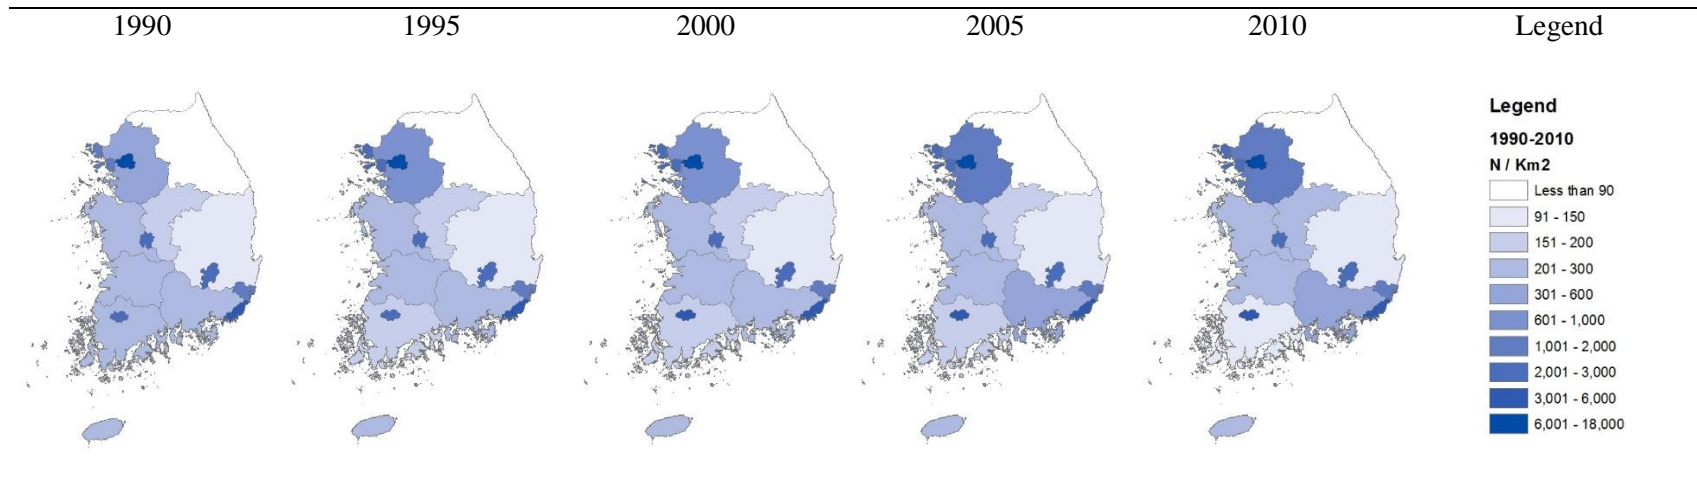 1990 1995 2000 2005 2010 Legend
Legend
1990-2010
N / Km2
Less than 90
91 - 150
151 - 200
201 - 300
301 - 600
601 - 1,000
1,001 - 2,000
2,001 - 3,000
3,001 - 6,000
6,001 - 18,000